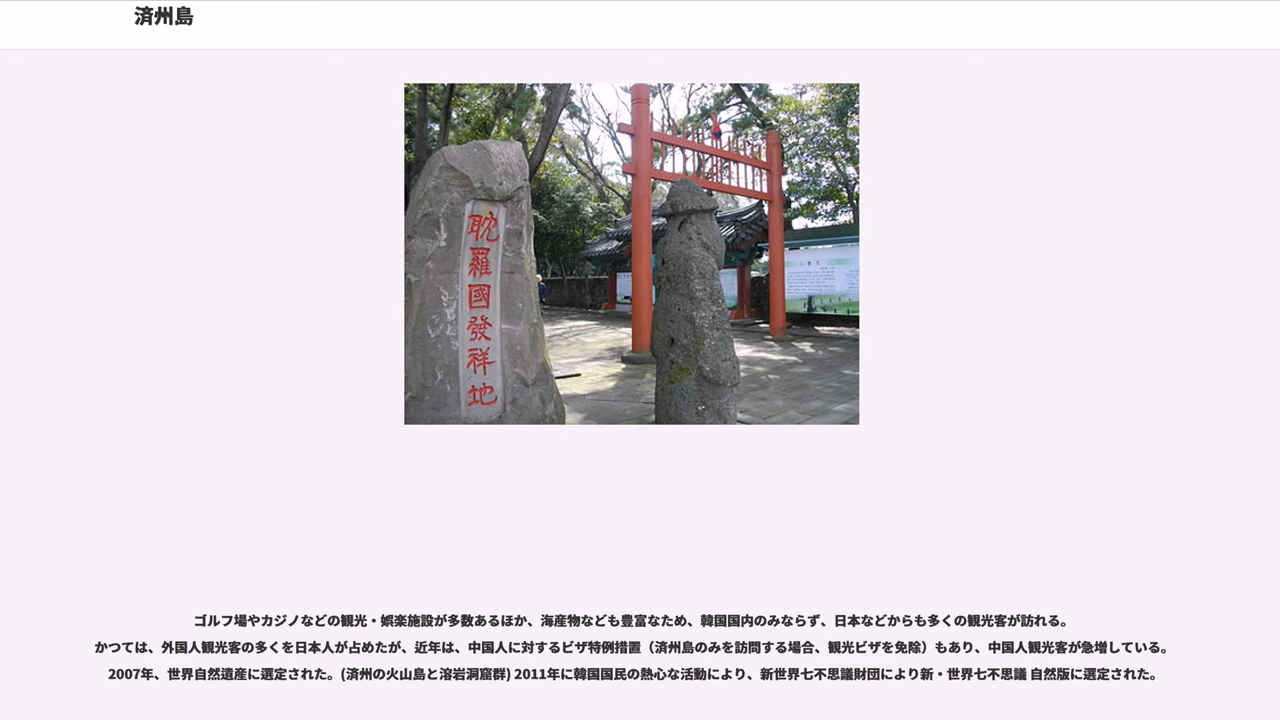 済州島
耽羅國發祥地
ゴルフ場やカジノなどの観光・娯楽施設が多数あるほか、海産物なども豊富なため、韓国国内のみならず、日本などからも多くの観光客が訪れる。
かつては、外国人観光客の多くを日本人が占めたが、近年は、中国人に対するビザ特例措置（済州島のみを訪問する場合、観光ビザを免除）もあり、中国人観光客が急増している。
2007年、世界自然遺産に選定された。(済州の火山島と溶岩洞窟群) 2011年に韓国国民の熱心な活動により、新世界七不思議財団により新・世界七不思議 自然版に選定された。